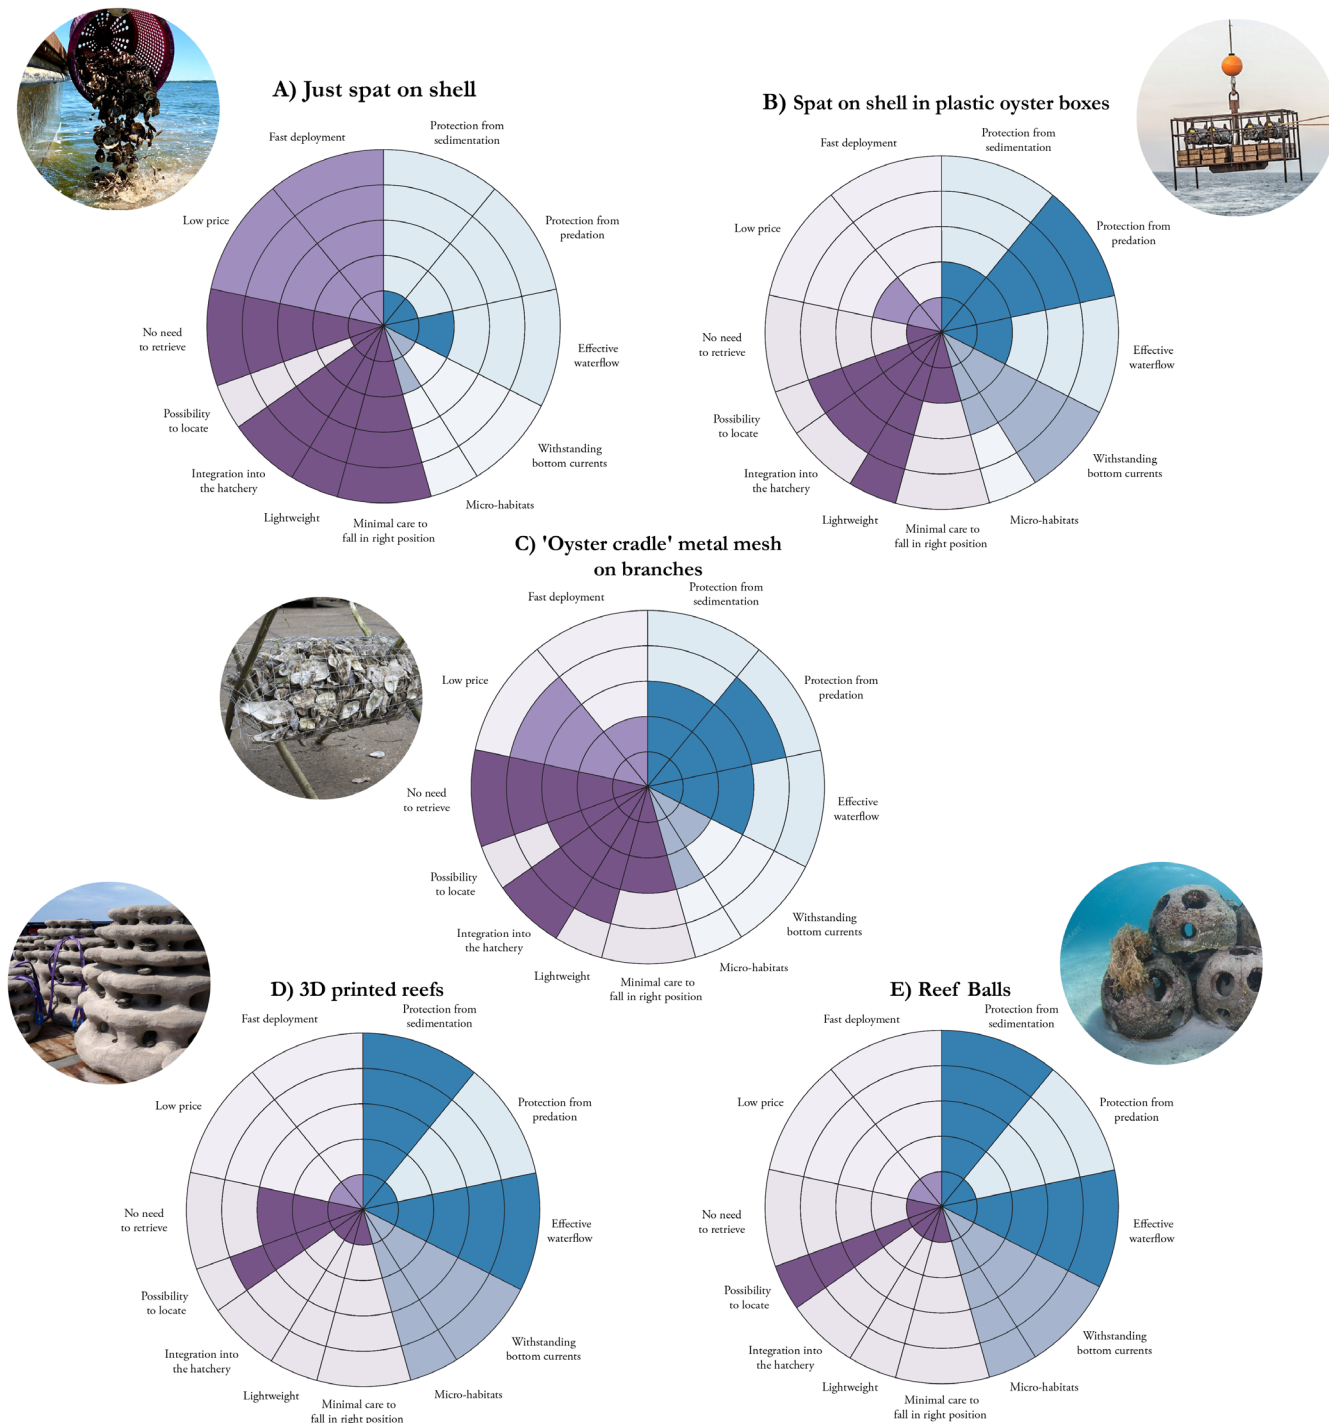 A) Just spat on shell
Fast deployment
Protection from
sedimentation
Low price
Protection from
predation
No need
to retrieve
Effective
waterflow
Possibility
to locate
Withstanding
bottom currents
Integration into
the hatchery
Lightweight
Minimal care to
fall in right position
Micro-habitats
B) Spat on shell in plastic oyster boxes
Fast deployment
Protection from
sedimentation
Low price
Protection from
predation
No need
to retrieve
Effective
waterflow
Possibility
to locate
Withstanding
bottom currents
Integration into
the hatchery
Lightweight
Minimal care to
fall in right position
Micro-habitats
C) 'Oyster cradle' metal mesh
on branches
Fast deployment
Protection from
sedimentation
Low price
Protection from
predation
No need
to retrieve
Effective
waterflow
Possibility
to locate
Withstanding
bottom currents
Integration into
the hatchery
Lightweight
Minimal care to
fall in right position
Micro-habitats
D) 3D printed reefs
Fast deployment
Protection from
sedimentation
Low price
Protection from
predation
No need
to retrieve
Effective
waterflow
Possibility
to locate
Withstanding
bottom currents
Integration into
the hatchery
Lightweight
Minimal care to
fall in right position
Micro-habitats
E) Reef Balls
Fast deployment
Protection from
sedimentation
Low price
Protection from
predation
No need
to retrieve
Effective
waterflow
Possibility
to locate
Withstanding
bottom currents
Integration into
the hatchery
Lightweight
Minimal care to
fall in right position
Micro-habitats